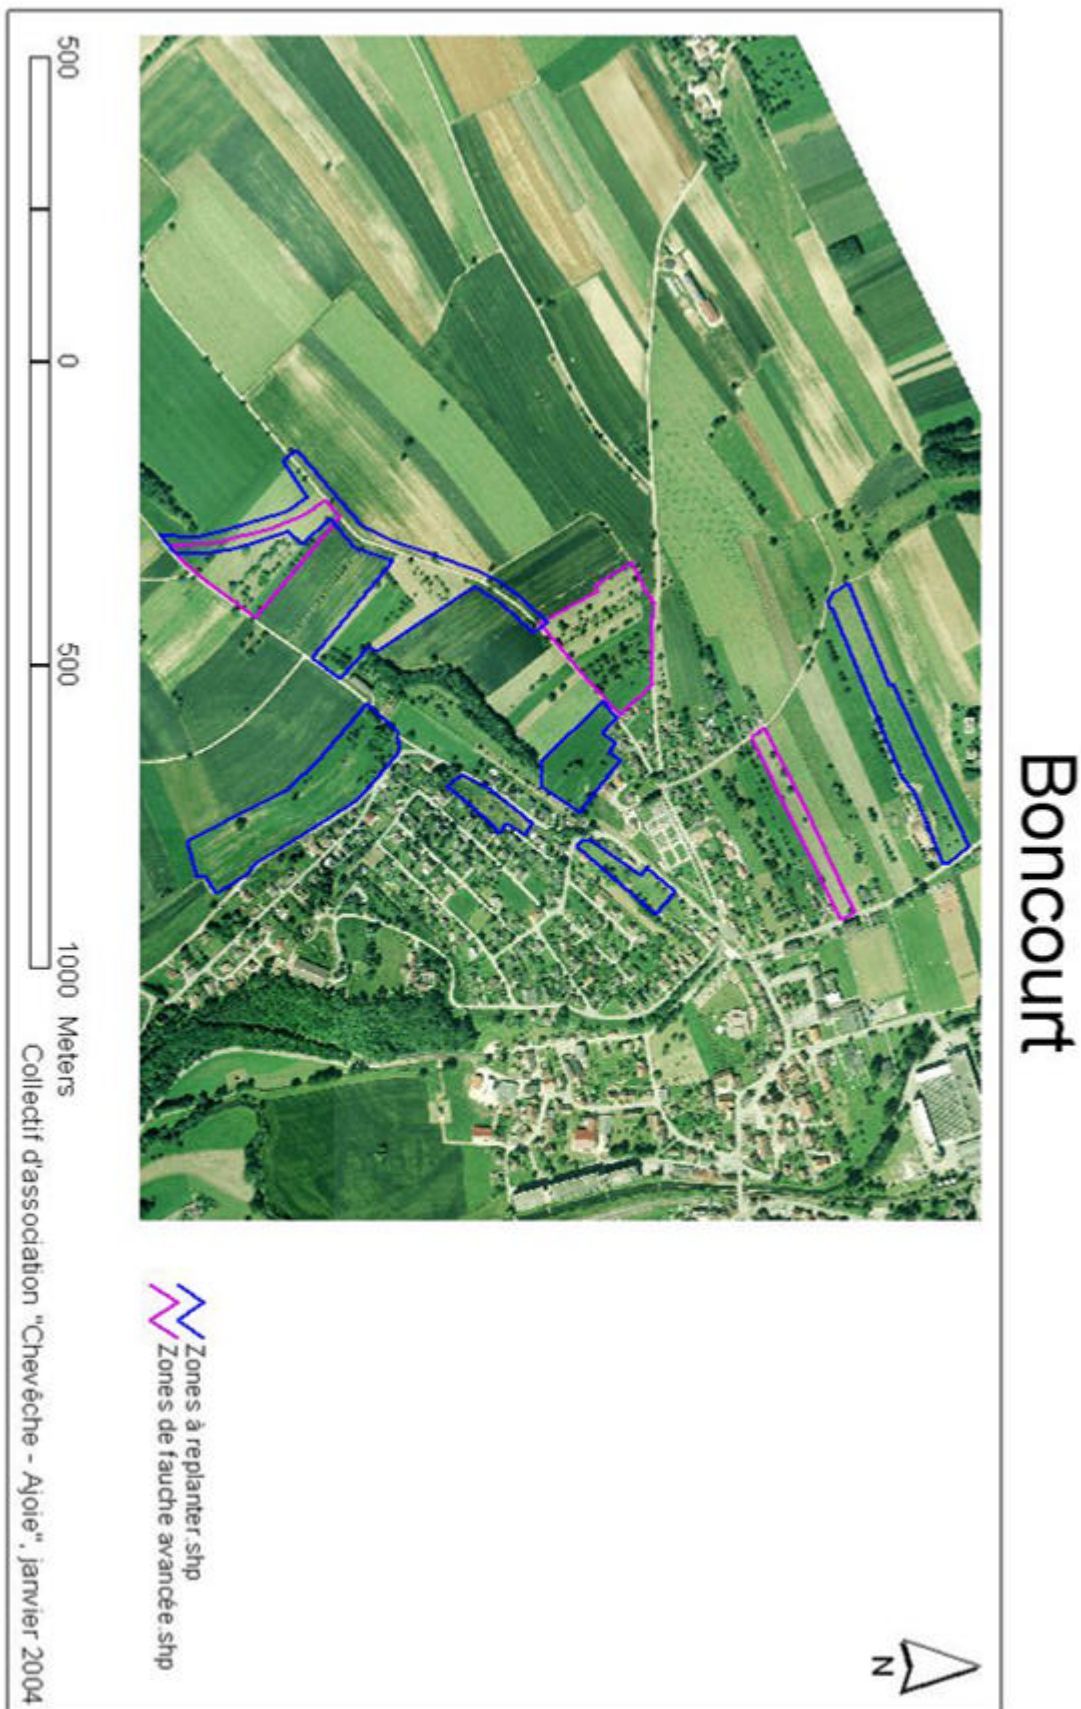 Boncourt
N
Zones à replanter.shp
Zones de fauche avancée.shp
500 0 500 1000 Meters
Collectif d'association "Chevêche - Ajoie", janvier 2004